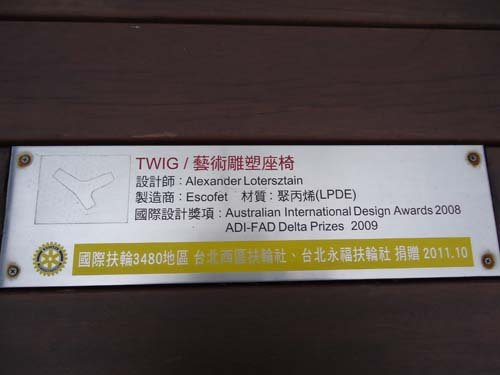 TWIG / 藝術雕塑座椅
設計師：Alexander Lotersztain
製造商：Escofet 材質：聚丙烯(LPDE)
國際設計獎項：Australian International Design Awards 2008
ADI-FAD Delta Prizes 2009
國際扶輪3480地區 台北西區扶輪社、台北永福扶輪社 捐贈 2011.10